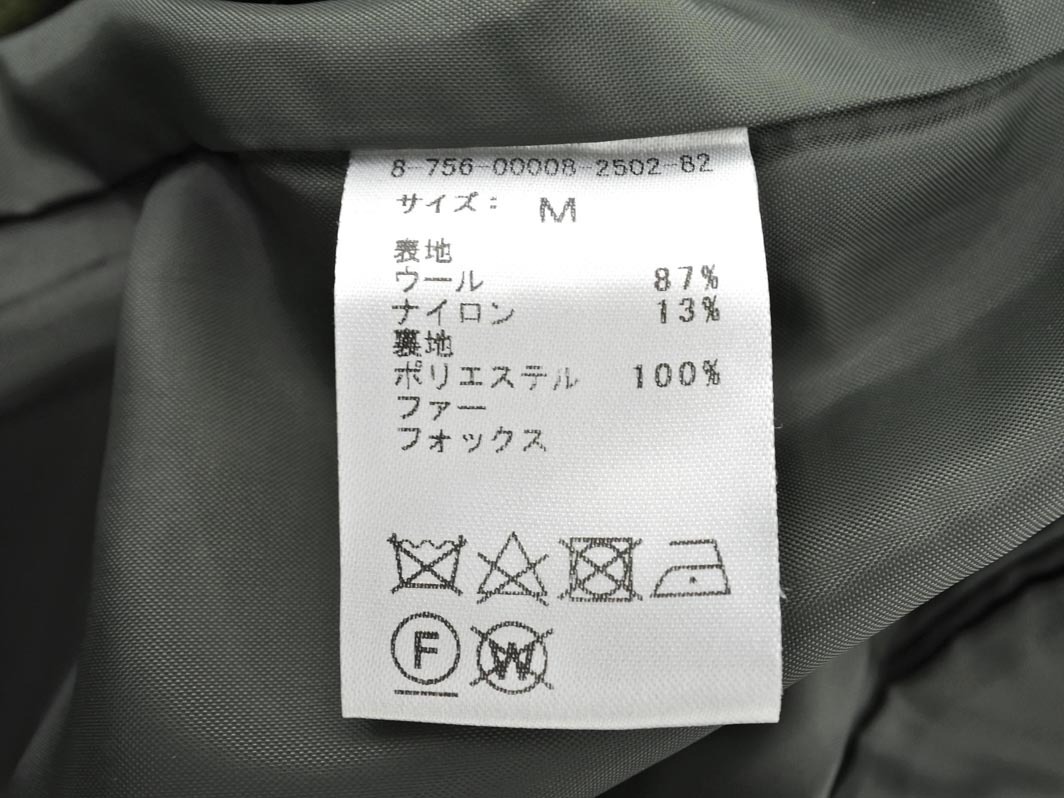 8-756-00008-2502-82
サイズ: M
表地
ウール 87%
ナイロン 13%
裏地
ポリエステル 100%
ファー
フォックス
F W